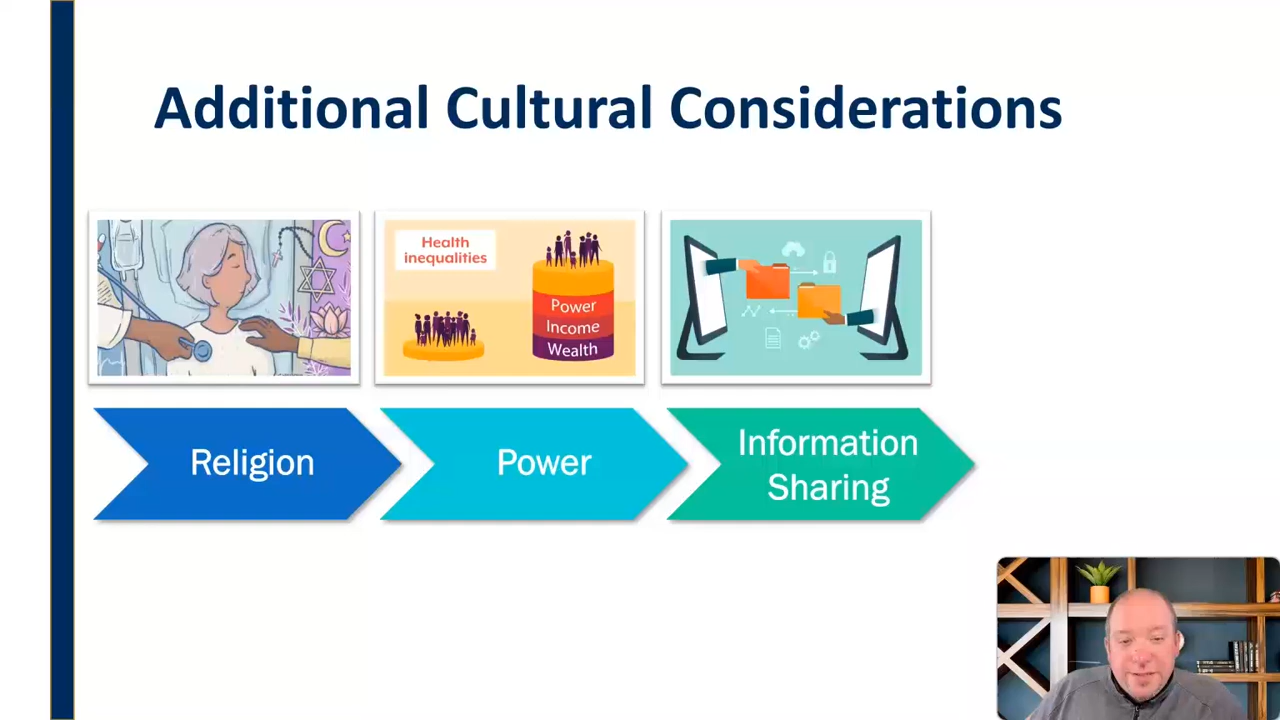 Additional Cultural Considerations
Health
inequalities
Power
Income
Wealth
Religion
Power
Information
Sharing